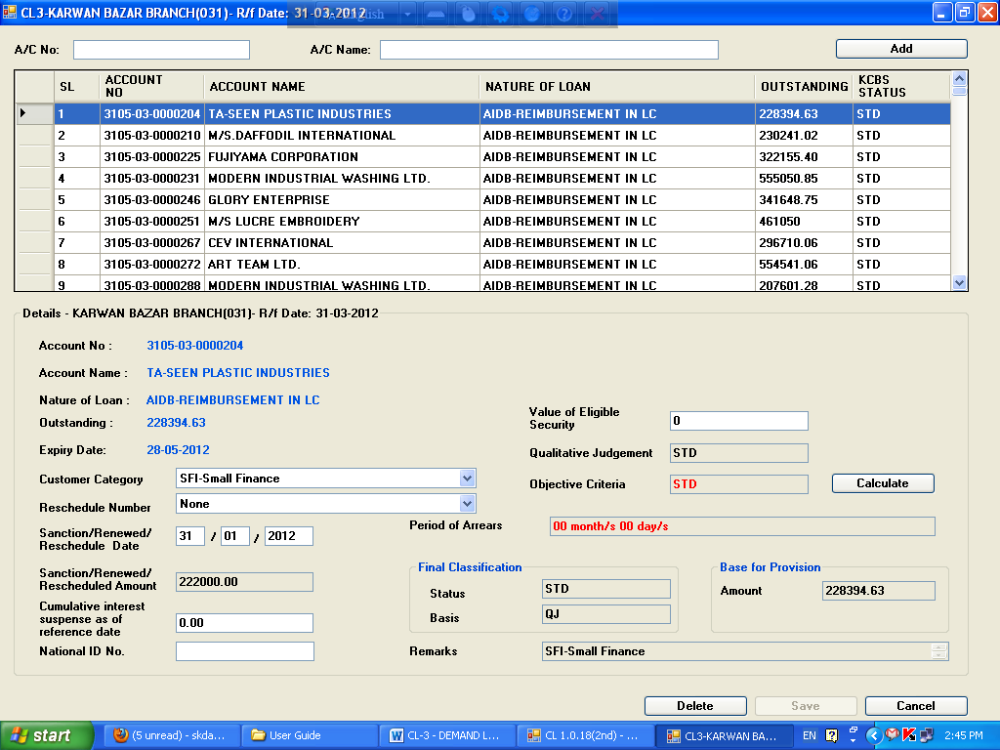 CL3-KARWAN BAZAR BRANCH(031)- R/f Date: 31-03-2012
A/C No: A/C Name: Add
SL ACCOUNT NO ACCOUNT NAME NATURE OF LOAN OUTSTANDING KCBS STATUS
1 3105-03-0000204 TA-SEEN PLASTIC INDUSTRIES AIDB-REIMBURSEMENT IN LC 228394.63 STD
2 3105-03-0000210 M/S.DAFFODIL INTERNATIONAL AIDB-REIMBURSEMENT IN LC 230241.02 STD
3 3105-03-0000225 FUJIYAMA CORPORATION AIDB-REIMBURSEMENT IN LC 322155.40 STD
4 3105-03-0000231 MODERN INDUSTRIAL WASHING LTD. AIDB-REIMBURSEMENT IN LC 555050.85 STD
5 3105-03-0000246 GLORY ENTERPRISE AIDB-REIMBURSEMENT IN LC 341648.75 STD
6 3105-03-0000251 M/S LUCRE EMBROIDERY AIDB-REIMBURSEMENT IN LC 461050 STD
7 3105-03-0000267 CEV INTERNATIONAL AIDB-REIMBURSEMENT IN LC 296710.06 STD
8 3105-03-0000272 ART TEAM LTD. AIDB-REIMBURSEMENT IN LC 554541.06 STD
9 3105-03-0000288 MODERN INDUSTRIAL WASHING LTD. AIDB-REIMBURSEMENT IN LC 207601.28 STD
Details - KARWAN BAZAR BRANCH(031)- R/f Date: 31-03-2012
Account No : 3105-03-0000204
Account Name : TA-SEEN PLASTIC INDUSTRIES
Nature of Loan : AIDB-REIMBURSEMENT IN LC
Outstanding : 228394.63
Expiry Date: 28-05-2012
Customer Category SFI-Small Finance
Reschedule Number None
Sanction/Renewed/
Reschedule Date 31 / 01 / 2012
Sanction/Renewed/
Rescheduled Amount 222000.00
Cumulative interest
suspense as of
reference date 0.00
National ID No.
Value of Eligible
Security 0
Qualitative Judgement STD
Objective Criteria STD Calculate
Period of Arrears 00 month/s 00 day/s
Final Classification
Status STD
Basis QJ
Base for Provision
Amount 228394.63
Remarks SFI-Small Finance
Delete Save Cancel
start (5 unread) - skda... User Guide CL-3 - DEMAND L... CL 1.0.18(2nd) - ... CL3-KARWAN BA... EN 2:45 PM